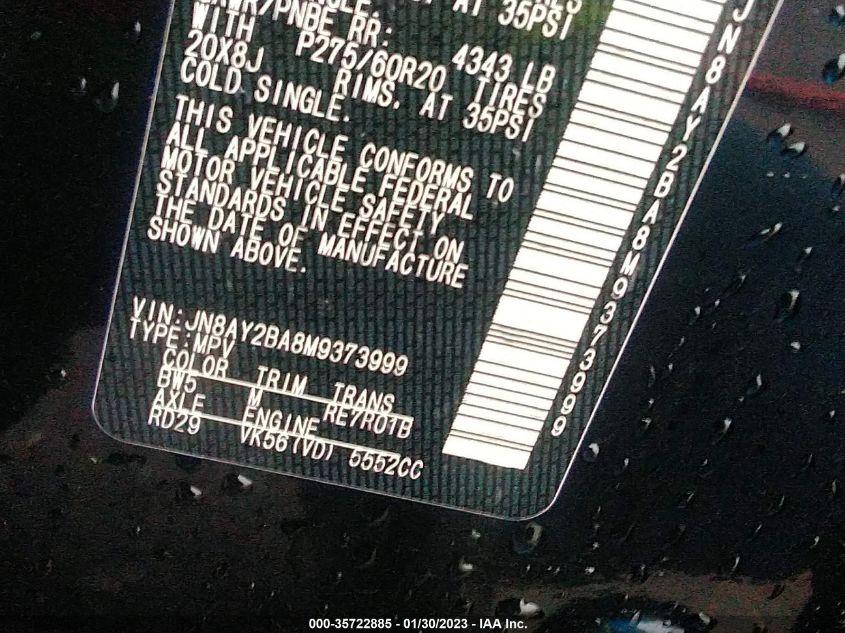 SINGLE. AT 35PSI
GAWR/PNBE RR: 4343 LB
WITH P275/60R20 TIRES
20X8J RIMS. AT 35PSI
COLD SINGLE.
THIS VEHICLE CONFORMS TO
ALL APPLICABLE FEDERAL
MOTOR VEHICLE SAFETY
STANDARDS IN EFFECT ON
THE DATE OF MANUFACTURE
SHOWN ABOVE.
VIN:JN8AY2BA8M9373999
TYPE:MPV
COLOR TRIM TRANS
BW5 M RE7R01B
AXLE ENGINE
RD29 VK56(VD) 5552CC
JN8AY2BA8M9373999
000-35722885 - 01/30/2023 - IAA Inc.